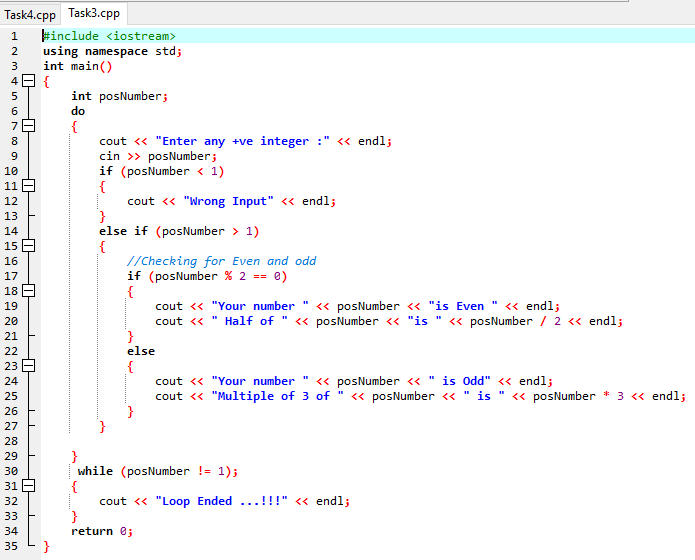 Task4.cpp Task3.cpp
1 #include <iostream>
2 using namespace std;
3 int main()
4 {
5 int posNumber;
6 do
7 {
8 cout << "Enter any +ve integer :" << endl;
9 cin >> posNumber;
10 if (posNumber < 1)
11 {
12 cout << "Wrong Input" << endl;
13 }
14 else if (posNumber > 1)
15 {
16 //Checking for Even and odd
17 if (posNumber % 2 == 0)
18 {
19 cout << "Your number " << posNumber << "is Even " << endl;
20 cout << " Half of " << posNumber << "is " << posNumber / 2 << endl;
21 }
22 else
23 {
24 cout << "Your number " << posNumber << " is Odd" << endl;
25 cout << "Multiple of 3 of " << posNumber << " is " << posNumber * 3 << endl;
26 }
27 }
28
29 }
30 while (posNumber != 1);
31 {
32 cout << "Loop Ended ...!!!" << endl;
33 }
34 return 0;
35 }